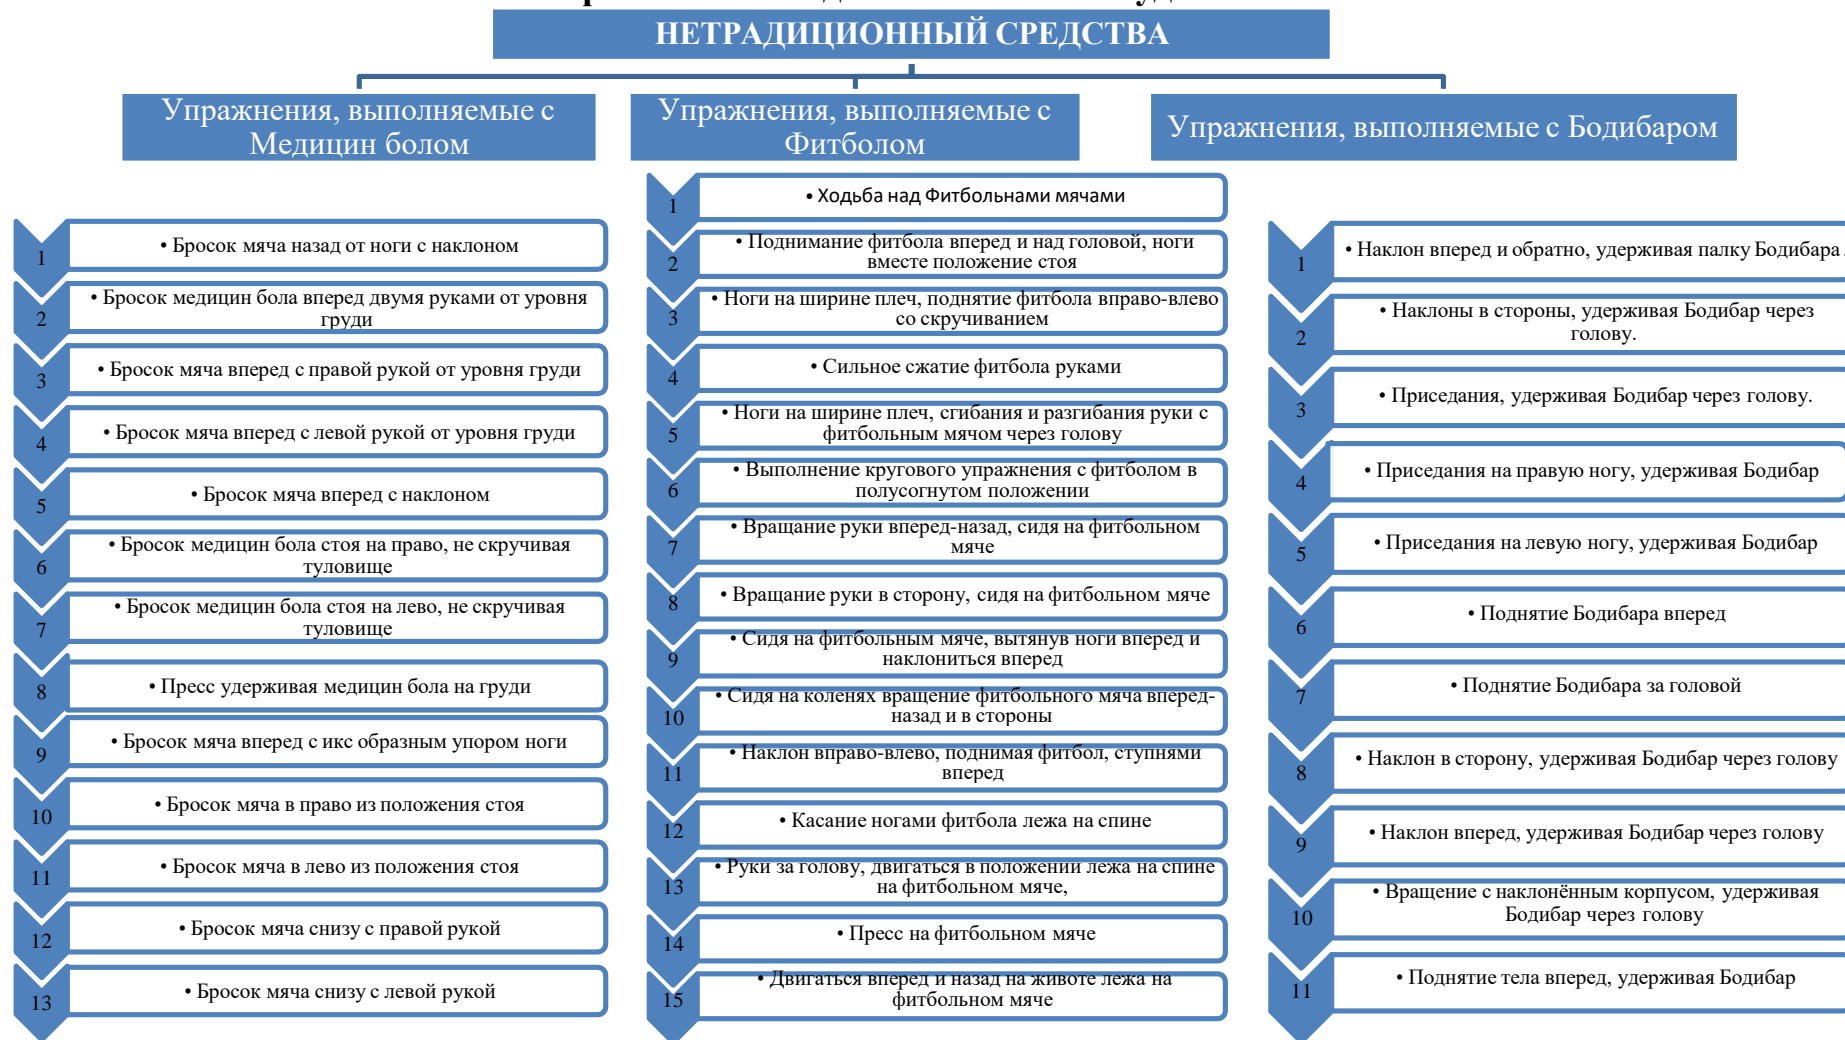 НЕТРАДИЦИОННЫЙ СРЕДСТВА
Упражнения, выполняемые с
Медицин болом
1
• Бросок мяча назад от ноги с наклоном
2
• Бросок медицин бола вперед двумя руками от уровня
груди
3
• Бросок мяча вперед с правой рукой от уровня груди
4
• Бросок мяча вперед с левой рукой от уровня груди
5
• Бросок мяча вперед с наклоном
6
• Бросок медицин бола стоя на право, не скручивая
туловище
7
• Бросок медицин бола стоя на лево, не скручивая
туловище
8
• Пресс удерживая медицин бола на груди
9
• Бросок мяча вперед с икс образным упором ноги
10
• Бросок мяча в право из положения стоя
11
• Бросок мяча в лево из положения стоя
12
• Бросок мяча снизу с правой рукой
13
• Бросок мяча снизу с левой рукой
Упражнения, выполняемые с
Фитболом
1
• Ходьба над Фитбольнами мячами
2
• Поднимание фитбола вперед и над головой, ноги
вместе положение стоя
3
• Ноги на ширине плеч, поднятие фитбола вправо-влево
со скручиванием
4
• Сильное сжатие фитбола руками
5
• Ноги на ширине плеч, сгибания и разгибания руки с
фитбольным мячом через голову
6
• Выполнение кругового упражнения с фитболом в
полусогнутом положении
7
• Вращание руки вперед-назад, сидя на фитбольном
мяче
8
• Вращание руки в сторону, сидя на фитбольном мяче
9
• Сидя на фитбольным мяче, вытянув ноги вперед и
наклониться вперед
10
• Сидя на коленях вращение фитбольного мяча вперед-
назад и в стороны
11
• Наклон вправо-влево, поднимая фитбол, ступнями
вперед
12
• Касание ногами фитбола лежа на спине
13
• Руки за голову, двигаться в положении лежа на спине
на фитбольном мяче,
14
• Пресс на фитбольном мяче
15
• Двигаться вперед и назад на животе лежа на
фитбольном мяче
Упражнения, выполняемые с Бодибаром
1
• Наклон вперед и обратно, удерживая палку Бодибара .
2
• Наклоны в стороны, удерживая Бодибар через
голову.
3
• Приседания, удерживая Бодибар через голову.
4
• Приседания на правую ногу, удерживая Бодибар
5
• Приседания на левую ногу, удерживая Бодибар
6
• Поднятие Бодибара вперед
7
• Поднятие Бодибара за головой
8
• Наклон в сторону, удерживая Бодибар через голову
9
• Наклон вперед, удерживая Бодибар через голову
10
• Вращение с наклонённым корпусом, удерживая
Бодибар через голову
11
• Поднятие тела вперед, удерживая Бодибар